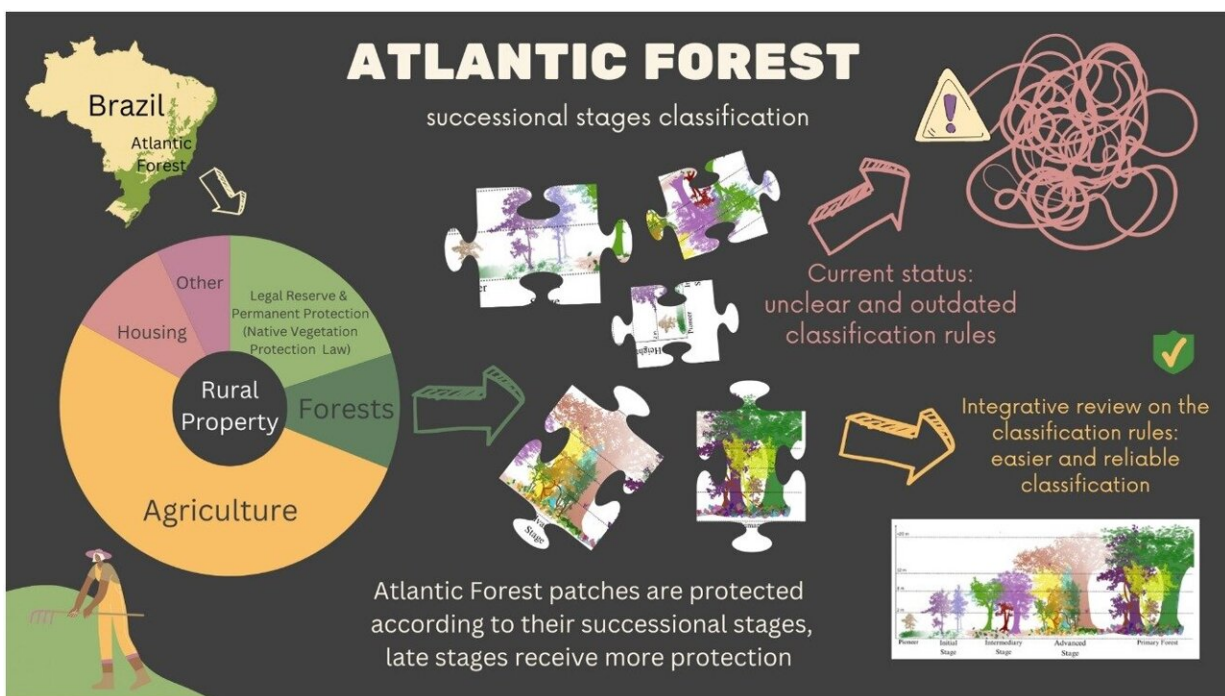 ATLANTIC FOREST
successional stages classification
Brazil
Atlantic
Forest
Other
Housing
Legal Reserve &
Permanent Protection
(Native Vegetation
Protection Law)
Rural
Property
Forests
Agriculture
Height
Pioneer
Stage
Current status:
unclear and outdated
classification rules
Integrative review on the
classification rules:
easier and reliable
classification
Atlantic Forest patches are protected
according to their successional stages,
late stages receive more protection
Pioneer
Initial
Stage
Intermediary
Stage
Advanced
Stage
Primary Forest